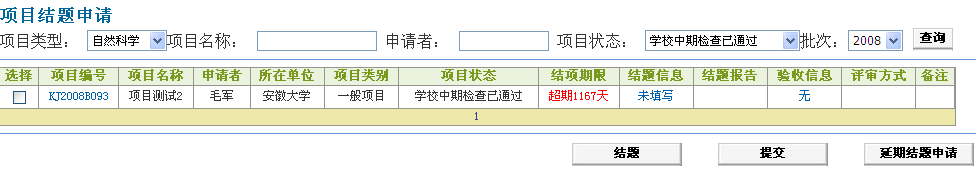 项目结题申请
项目类型： 自然科学 项目名称： 申请者： 项目状态： 学校中期检查已通过 批次： 2008 查询
选择 项目编号 项目名称 申请者 所在单位 项目类别 项目状态 结项期限 结题信息 结题报告 验收信息 评审方式 备注
KJ2008B093 项目测试2 毛军 安徽大学 一般项目 学校中期检查已通过 超期1167天 未填写 无
1
结题 提交 延期结题申请